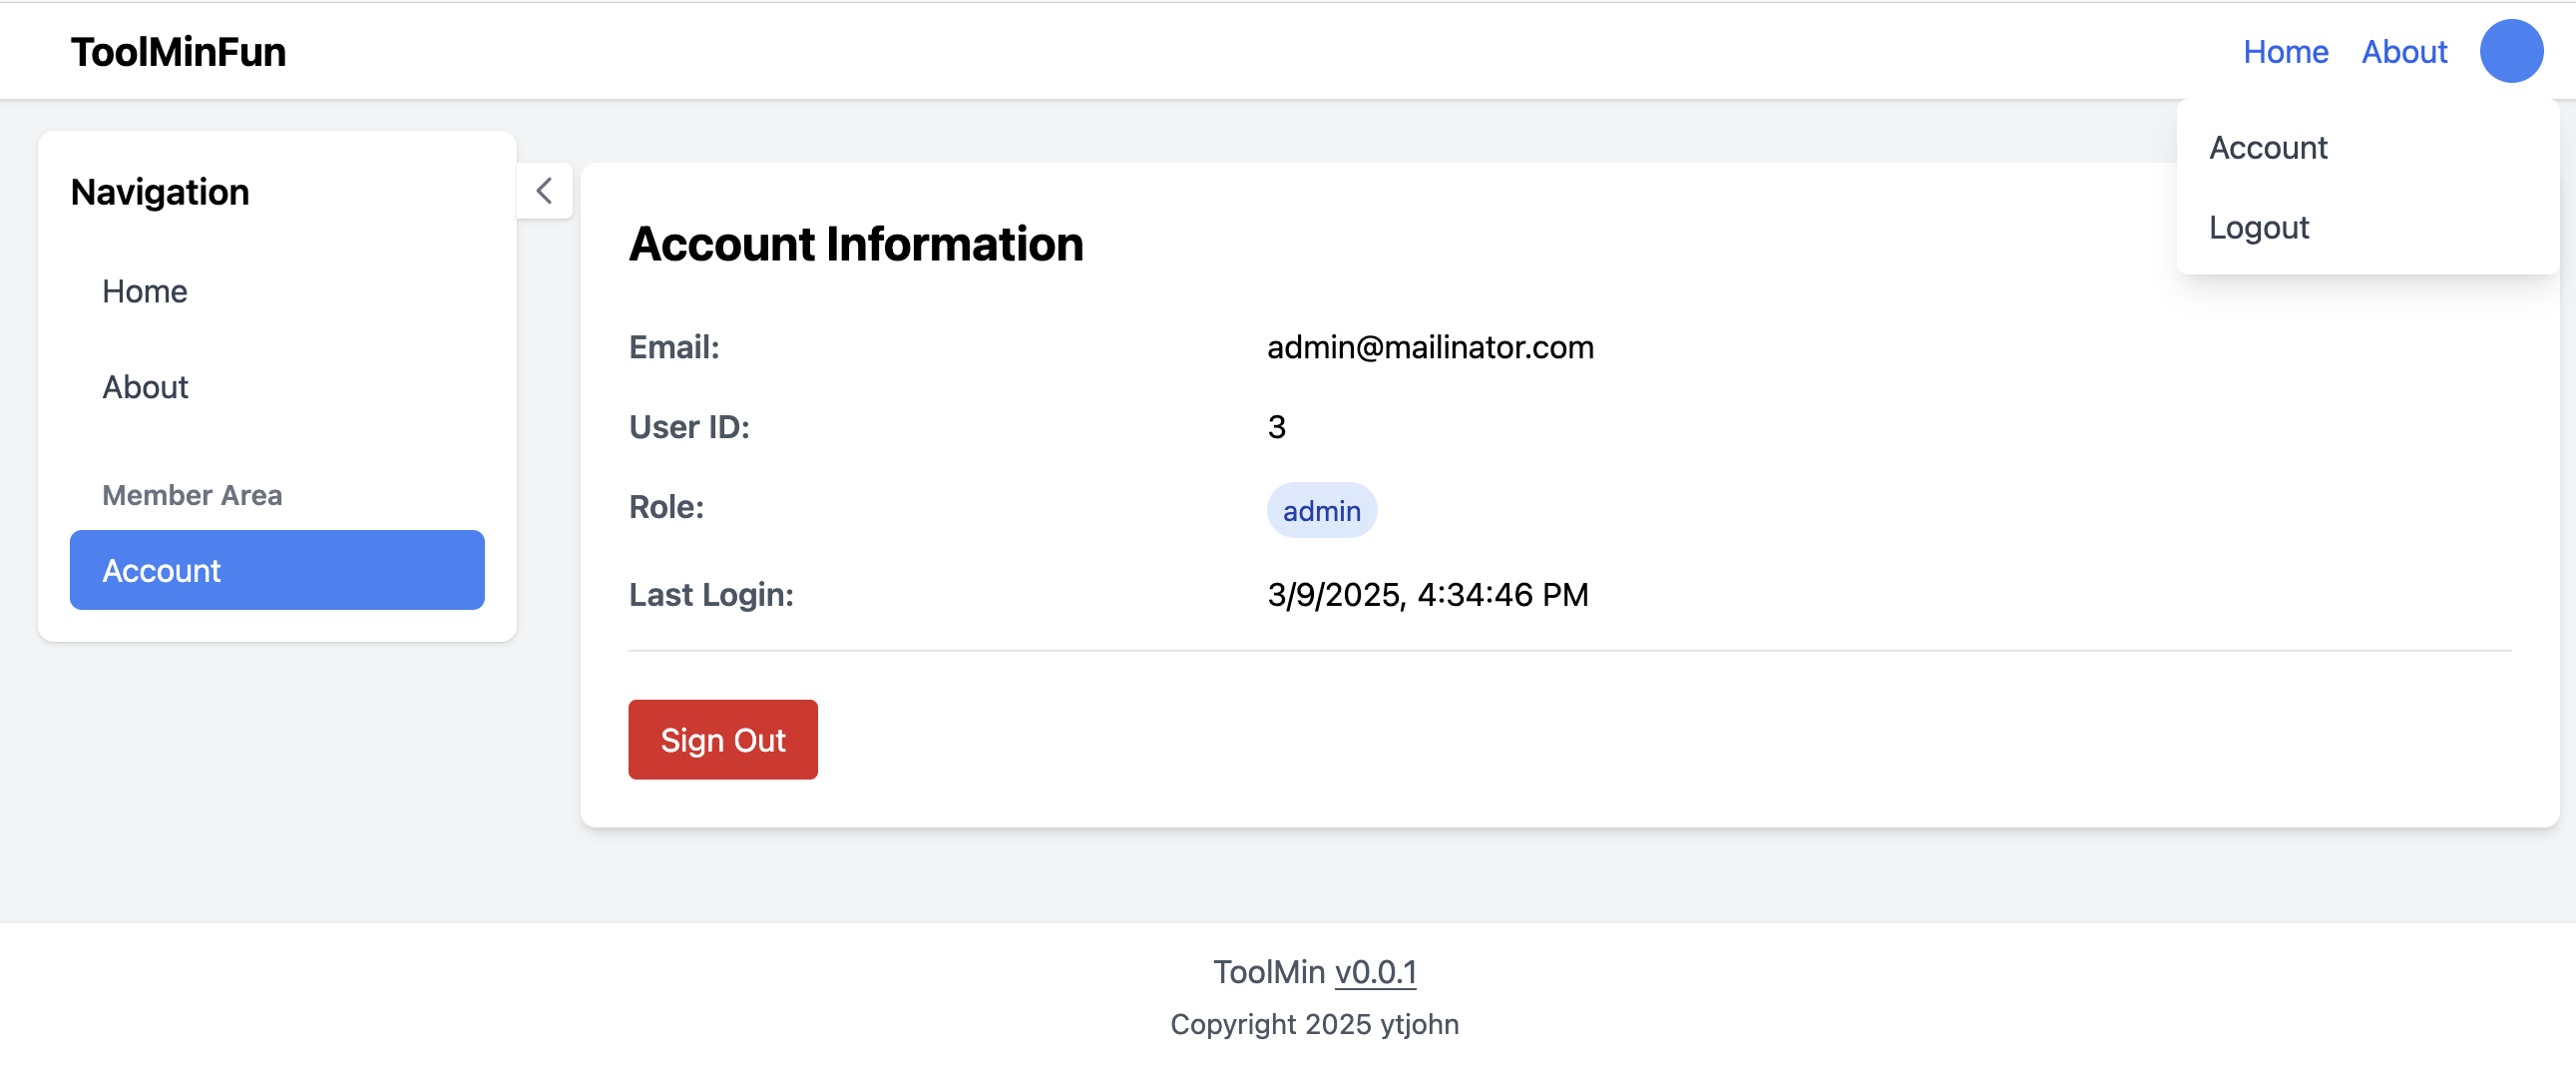 ToolMinFun
Home About
Account
Logout
Navigation
Home
About
Member Area
Account
Account Information
Email: admin@mailinator.com
User ID: 3
Role: admin
Last Login: 3/9/2025, 4:34:46 PM
Sign Out
ToolMin v0.0.1
Copyright 2025 ytjohn